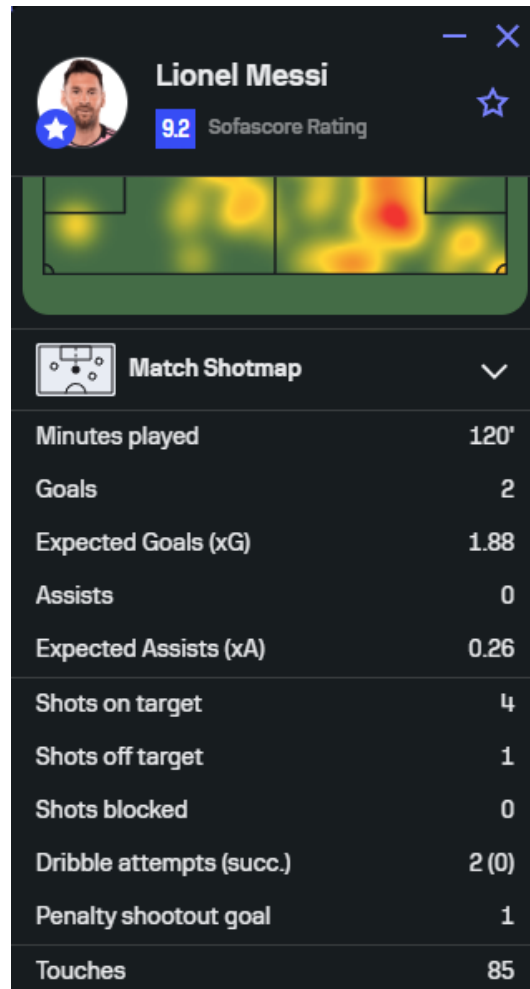 Lionel Messi
9.2 Sofascore Rating
Match Shotmap
Minutes played 120'
Goals 2
Expected Goals (xG) 1.88
Assists 0
Expected Assists (xA) 0.26
Shots on target 4
Shots off target 1
Shots blocked 0
Dribble attempts (succ.) 2 (0)
Penalty shootout goal 1
Touches 85